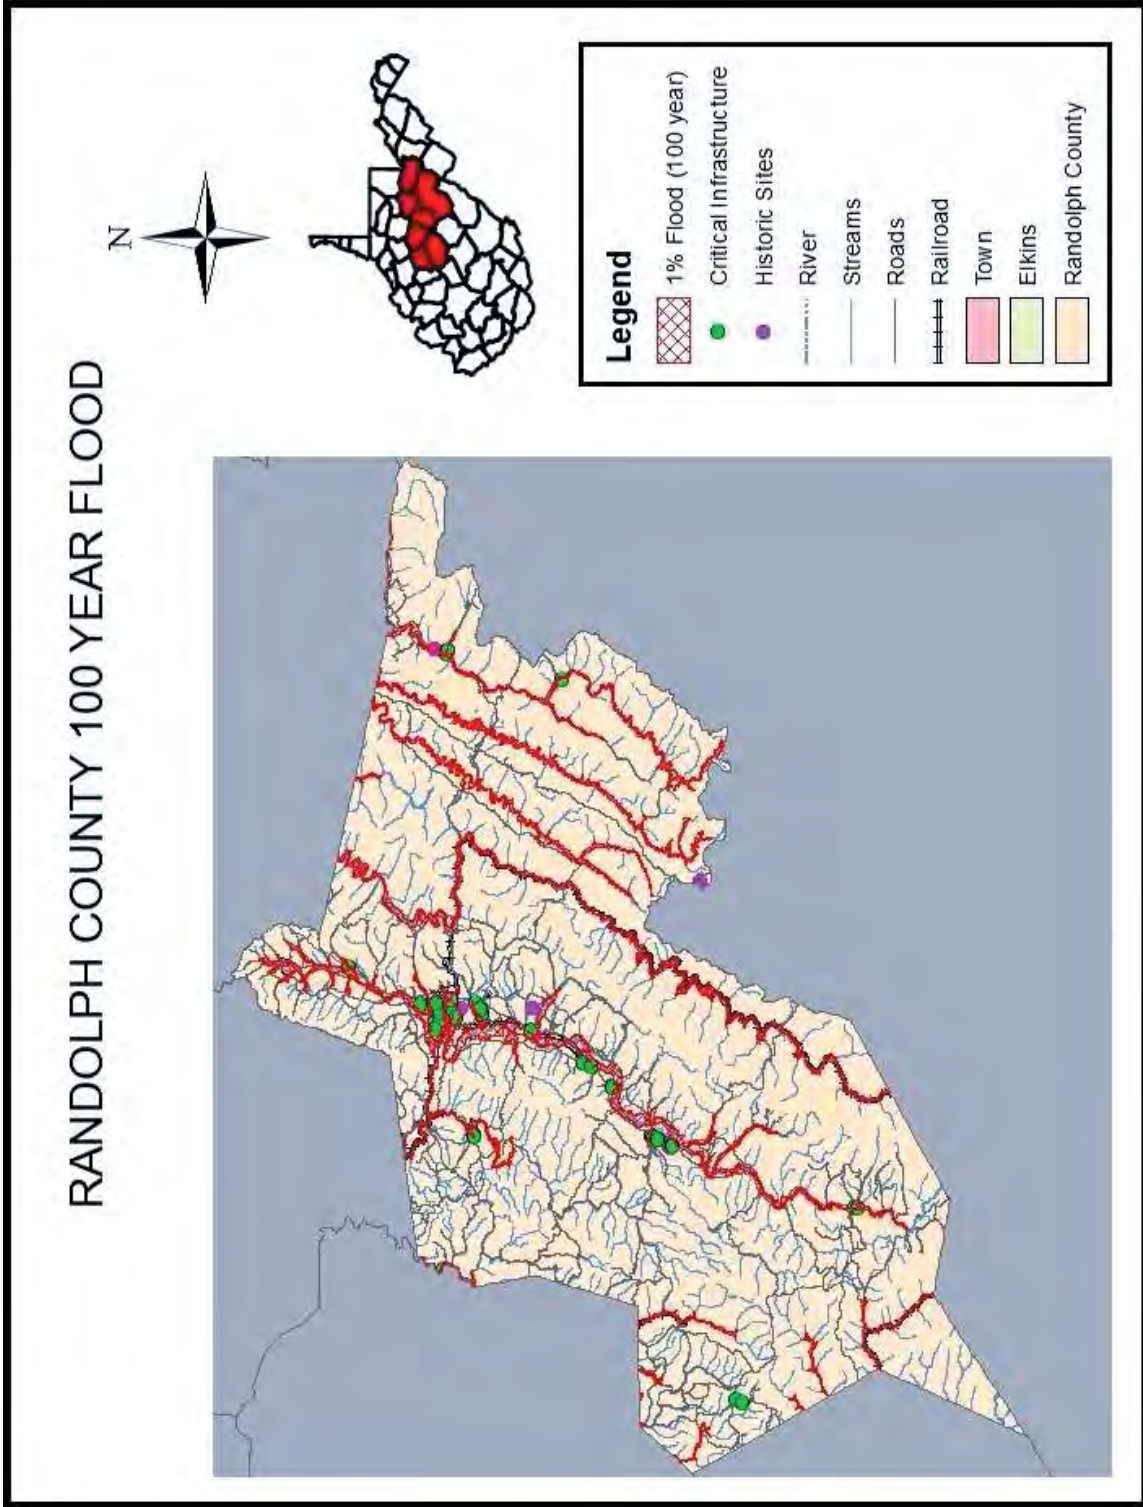 RANDOLPH COUNTY 100 YEAR FLOOD
N
Legend
1% Flood (100 year)
Critical Infrastructure
Historic Sites
River
Streams
Roads
Railroad
Town
Elkins
Randolph County